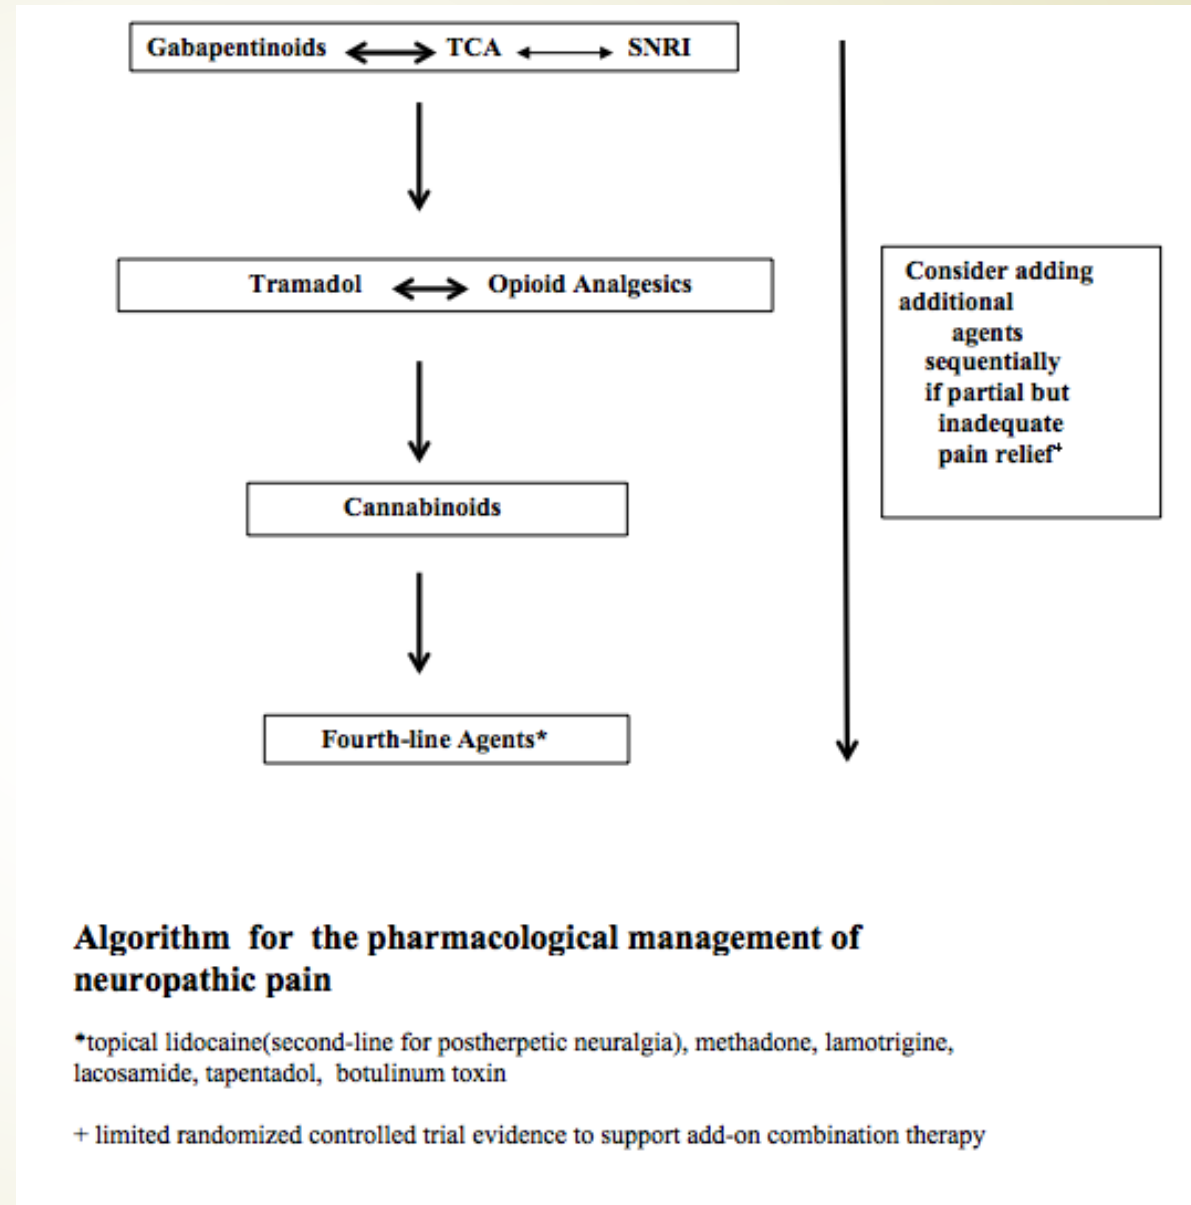 Gabapentinoids TCA SNRI
Tramadol Opioid Analgesics
Consider adding
additional
agents
sequentially
if partial but
inadequate
pain relief+
Cannabinoids
Fourth-line Agents*
Algorithm for the pharmacological management of
neuropathic pain
*topical lidocaine(second-line for postherpetic neuralgia), methadone, lamotrigine,
lacosamide, tapentadol, botulinum toxin
+ limited randomized controlled trial evidence to support add-on combination therapy